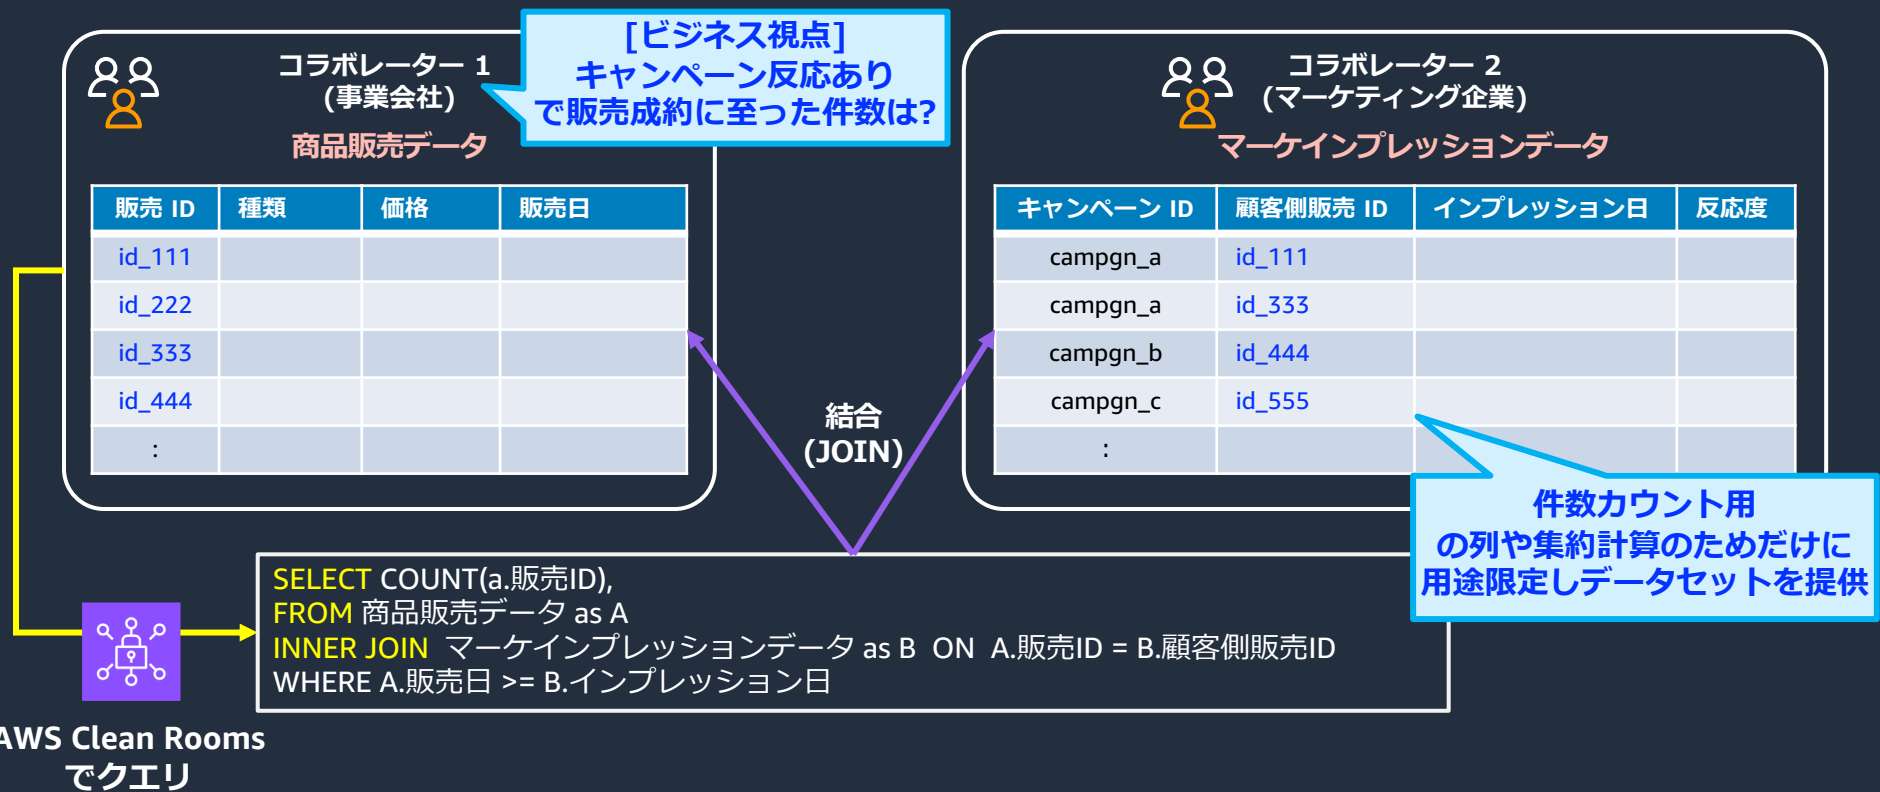 [ビジネス視点]
キャンペーン反応あり
で販売成約に至った件数は?
コラボレーター 1
(事業会社)
商品販売データ
販売 ID 種類 価格 販売日
id_111
id_222
id_333
id_444
:
コラボレーター 2
(マーケティング企業)
マーケインプレッションデータ
キャンペーン ID 顧客側販売 ID インプレッション日 反応度
campgn_a id_111
campgn_a id_333
campgn_b id_444
campgn_c id_555
:
結合
(JOIN)
件数カウント用
の列や集約計算のためだけに
用途限定しデータセットを提供
SELECT COUNT(a.販売ID),
FROM 商品販売データ as A
INNER JOIN マーケインプレッションデータ as B ON A.販売ID = B.顧客側販売ID
WHERE A.販売日 >= B.インプレッション日
AWS Clean Rooms
でクエリ